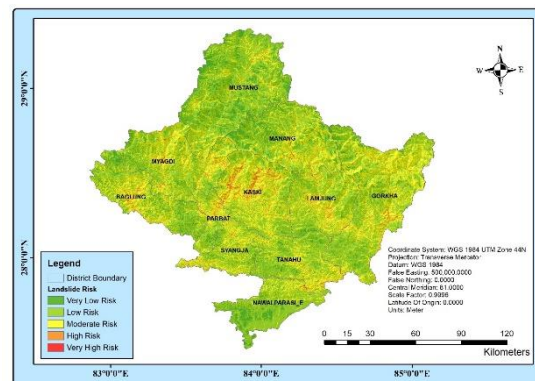 N
W E
S
29°0'0"N
28°0'0"N
MUSTANG
MANANG
MYAGDI
BAGLUNG
KASKI
LAMJUNG
GORKHA
PARBAT
SYANGJA
TANAHU
NAWALPARASI_E
Legend
District Boundary
Landslide Risk
Very Low Risk
Low Risk
Moderate Risk
High Risk
Very High Risk
Coordinate System: WGS 1984 UTM Zone 44N
Projection: Transverse Mercator
Datum: WGS 1984
False Easting: 500,000.0000
False Northing: 0.0000
Central Meridian: 81.0000
Scale Factor: 0.9996
Latitude Of Origin: 0.0000
Units: Meter
0 15 30 60 90 120
Kilometers
83°0'0"E 84°0'0"E 85°0'0"E